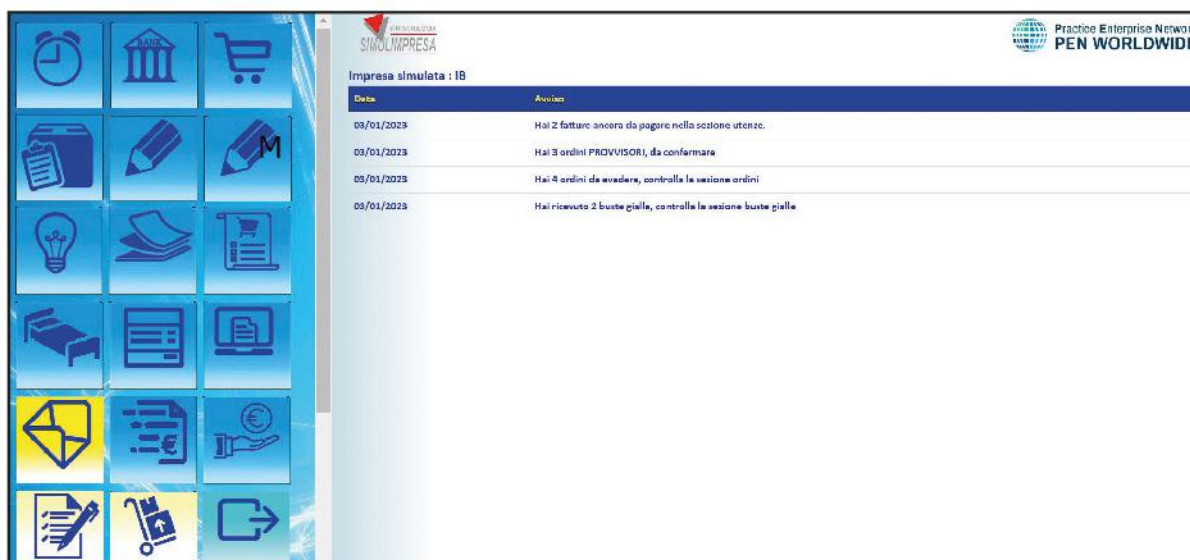 BANK
M
PROGRAMMA
SIMULIMPRESA
Practice Enterprise Networ
PEN WORLDWIDE
Impresa simulata : IB
Data Avviso
03/01/2023 Hai 2 fatture ancora da pagare nella sezione utenze.
03/01/2023 Hai 3 ordini PROVVISORI, da confermare
03/01/2023 Hai 4 ordini da evadere, controlla la sezione ordini
03/01/2023 Hai ricevuto 2 buste gialle, controlla la sezione buste gialle